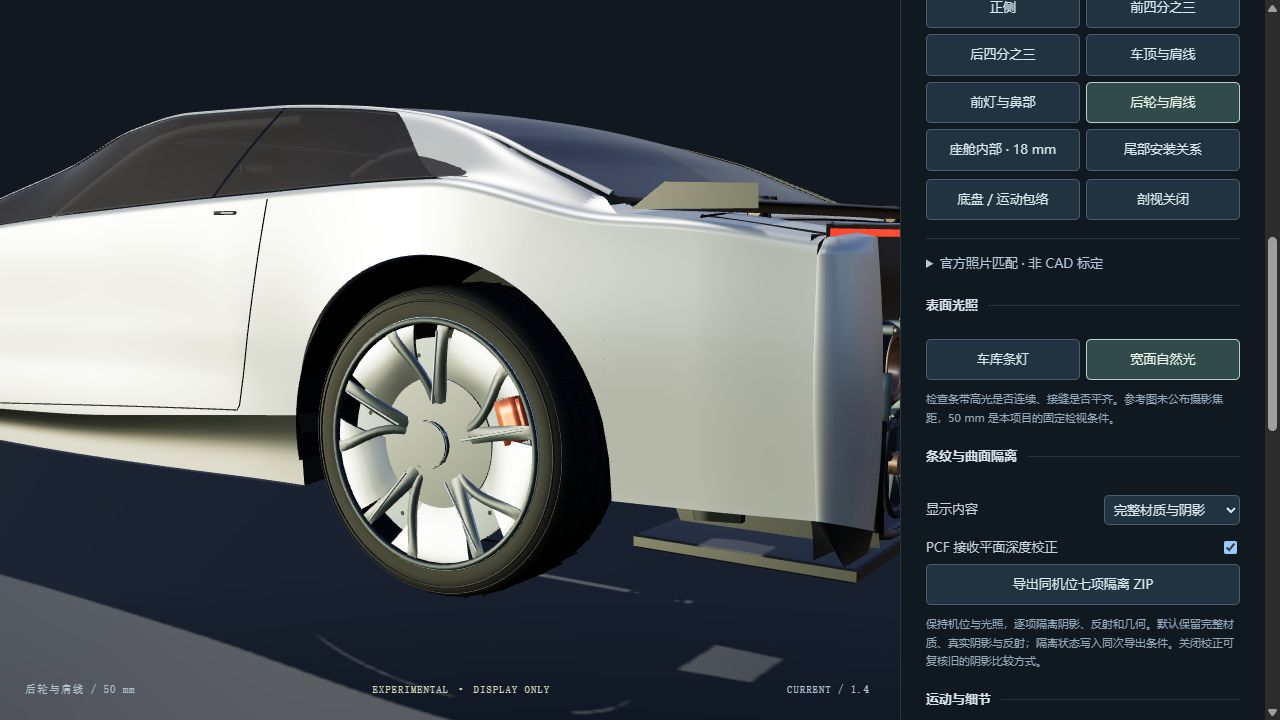 正侧
前四分之三
后四分之三
车顶与肩线
前灯与鼻部
后轮与肩线
座舱内部 · 18 mm
尾部安装关系
底盘 / 运动包络
剖视关闭
官方照片匹配 · 非 CAD 标定
表面光照
车库条灯
宽面自然光
检查条带高光是否连续、接缝是否平齐。参考图未公布摄影焦
距，50 mm 是本项目的固定检视条件。
条纹与曲面隔离
显示内容
完整材质与阴影
PCF 接收平面深度校正
导出同机位七项隔离 ZIP
保持机位与光照，逐项隔离阴影、反射和几何。默认保留完整材
质、真实阴影与反射；隔离状态写入同次导出条件。关闭校正可
复核旧的阴影比较方式。
运动与细节
后轮与肩线 / 50 mm
EXPERIMENTAL - DISPLAY ONLY
CURRENT / 1.4